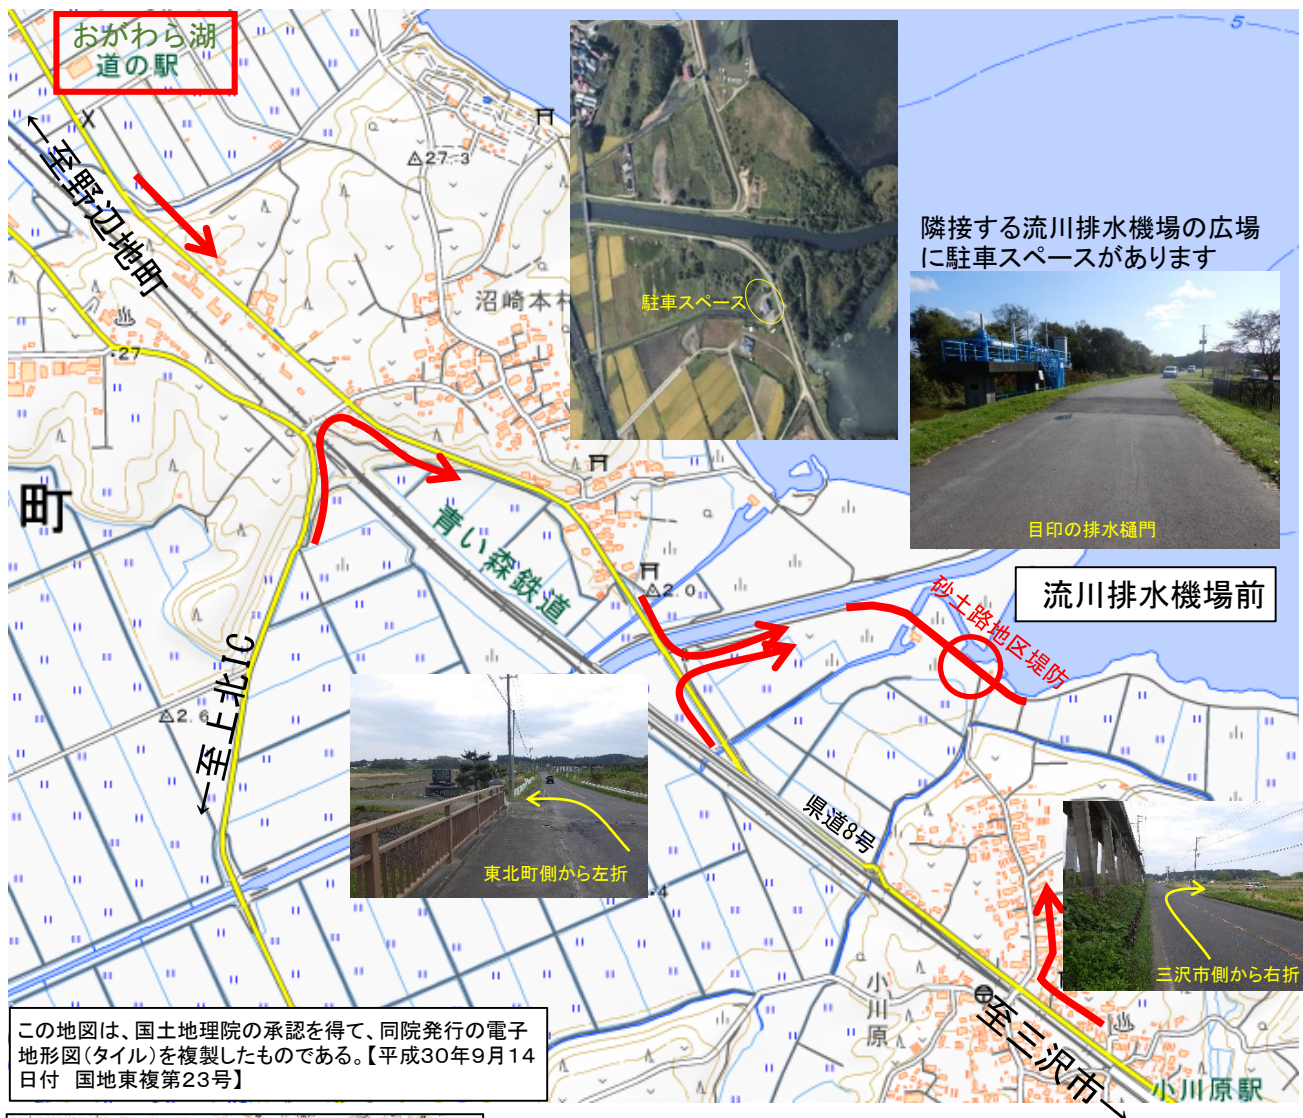 おがわら湖
道の駅
←至野辺地町
27.3
5
隣接する流川排水機場の広場
に駐車スペースがあります
駐車スペース
目印の排水樋門
沼崎本村
・27
町
青い森鉄道
2.0
流川排水機場前
砂土路地区堤防
←至上北IC
2.6
東北町側から左折
県道8号
・4
三沢市側から右折
小川原
至三沢市→
小川原駅
この地図は、国土地理院の承認を得て、同院発行の電子
地形図(タイル)を複製したものである。【平成30年9月14
日付　国地東複第23号】